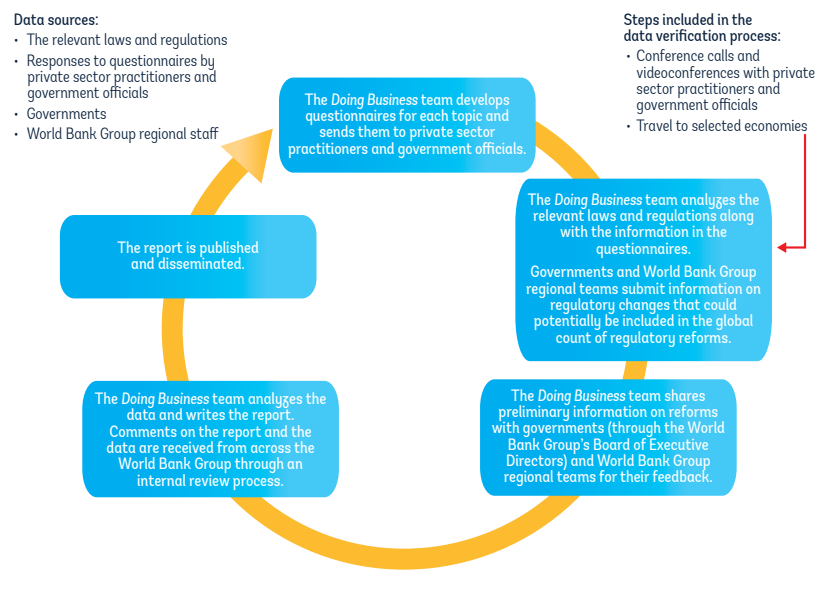 Data sources:
• The relevant laws and regulations
• Responses to questionnaires by
private sector practitioners and
government officials
• Governments
• World Bank Group regional staff
Steps included in the
data verification process:
• Conference calls and
videoconferences with private
sector practitioners and
government officials
• Travel to selected economies
The Doing Business team develops
questionnaires for each topic and
sends them to private sector
practitioners and government officials.
The Doing Business team analyzes the
relevant laws and regulations along
with the information in the
questionnaires.
Governments and World Bank Group
regional teams submit information on
regulatory changes that could
potentially be included in the global
count of regulatory reforms.
The Doing Business team shares
preliminary information on reforms
with governments (through the World
Bank Group's Board of Executive
Directors) and World Bank Group
regional teams for their feedback.
The Doing Business team analyzes the
data and writes the report.
Comments on the report and the
data are received from across the
World Bank Group through an
internal review process.
The report is published
and disseminated.